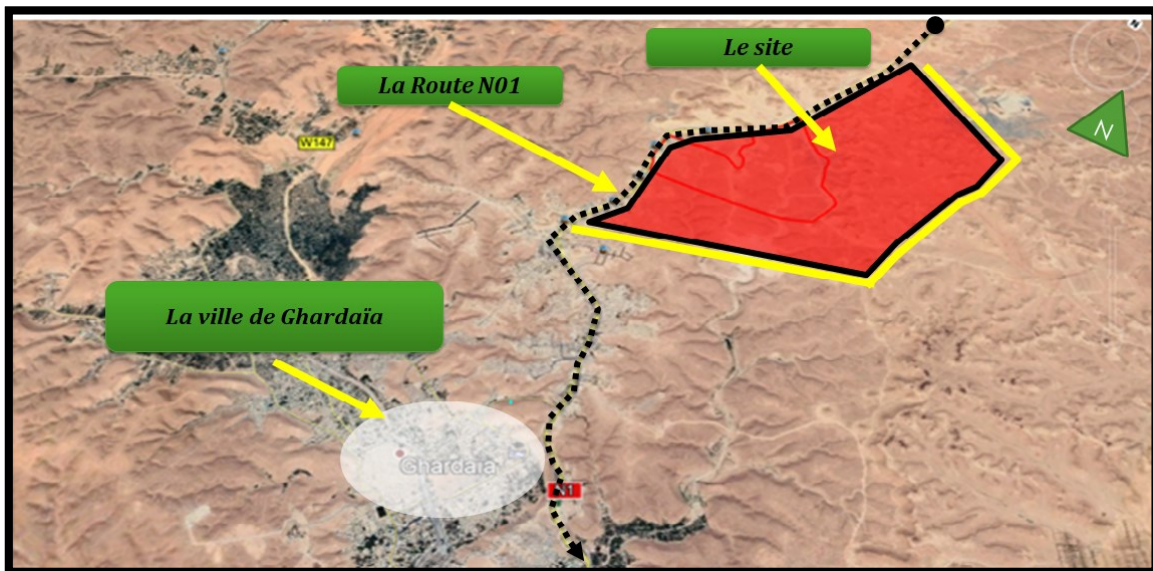 N
Le site
La Route N01
N
W147
La ville de Ghardaïa
Ghardaïa
N1